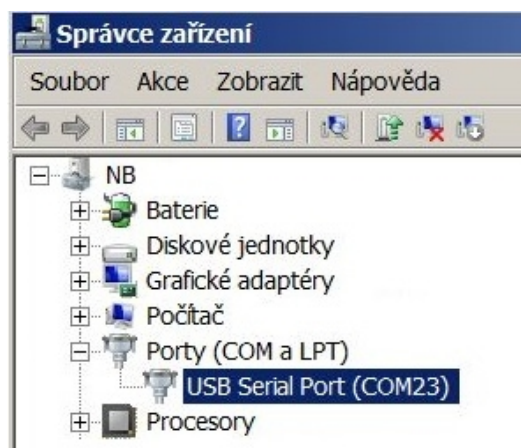 Správce zařízení
Soubor Akce Zobrazit Nápověda
NB
Baterie
Diskové jednotky
Grafické adaptéry
Počítač
Porty (COM a LPT)
USB Serial Port (COM23)
Procesory